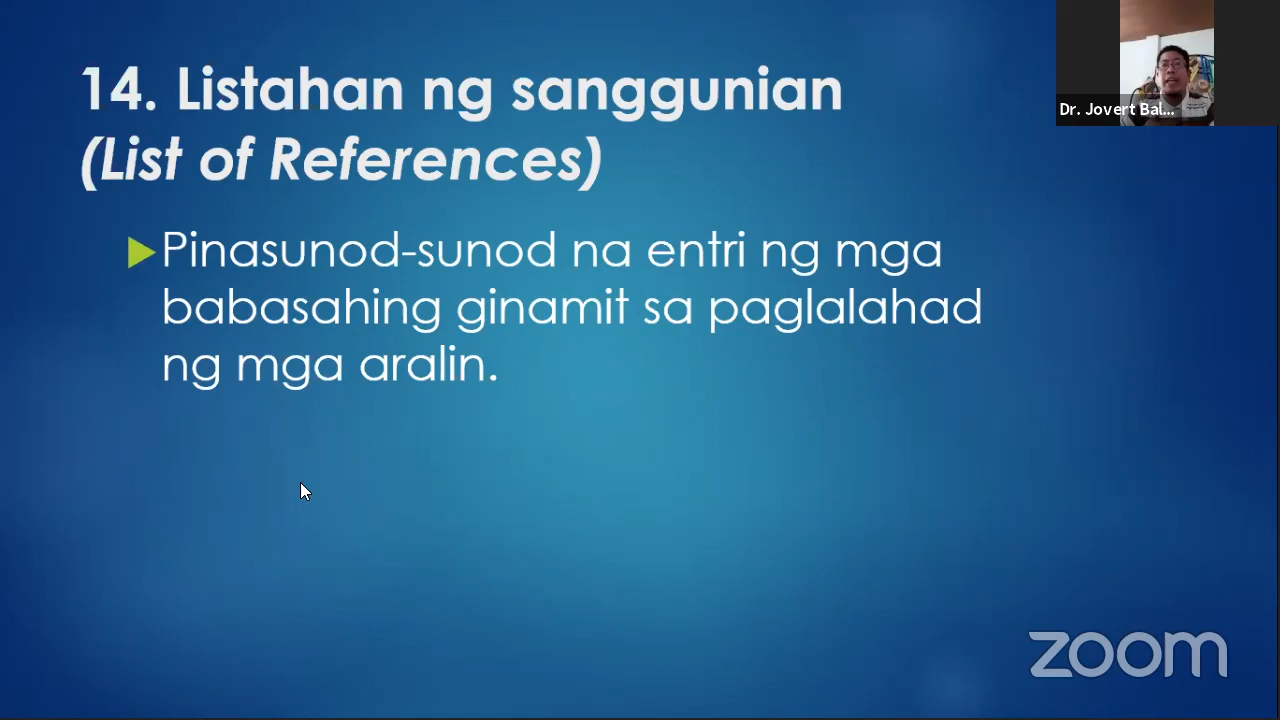 14. Listahan ng sanggunian
(List of References)
Pinasunod-sunod na entri ng mga
babasahing ginamit sa paglalahad
ng mga aralin.
Dr. Jovert Bal...
zoom